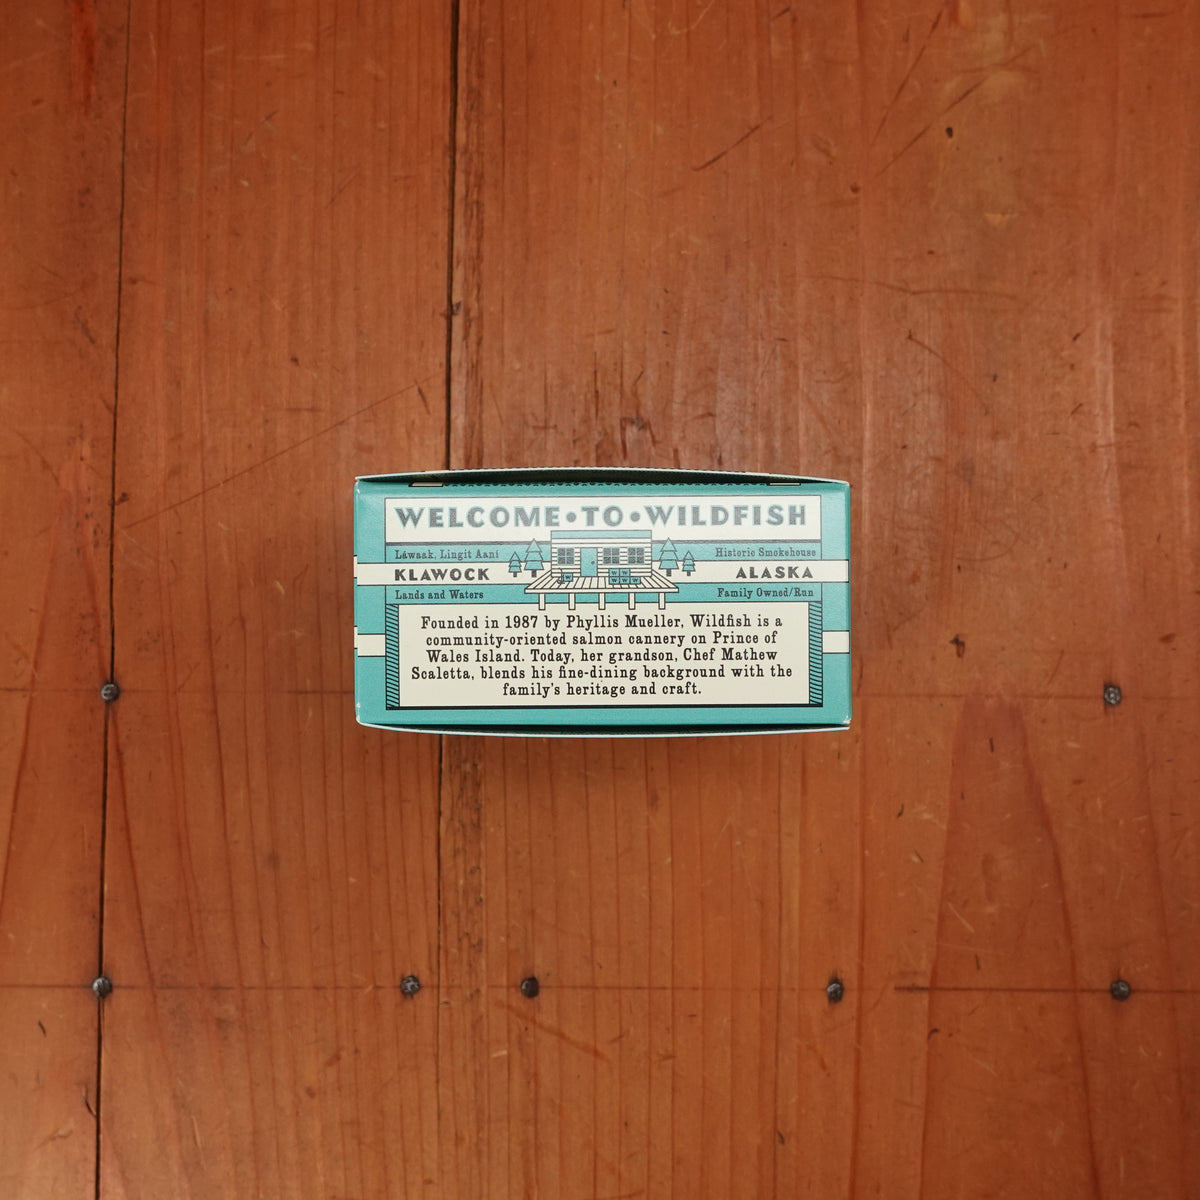 WELCOME • TO • WILDFISH
Láwaak, Lingít Aaní
Historic Smokehouse
KLAWOCK
ALASKA
Lands and Waters
Family Owned/Run
Founded in 1987 by Phyllis Mueller, Wildfish is a
community-oriented salmon cannery on Prince of
Wales Island. Today, her grandson, Chef Mathew
Scaletta, blends his fine-dining background with the
family's heritage and craft.